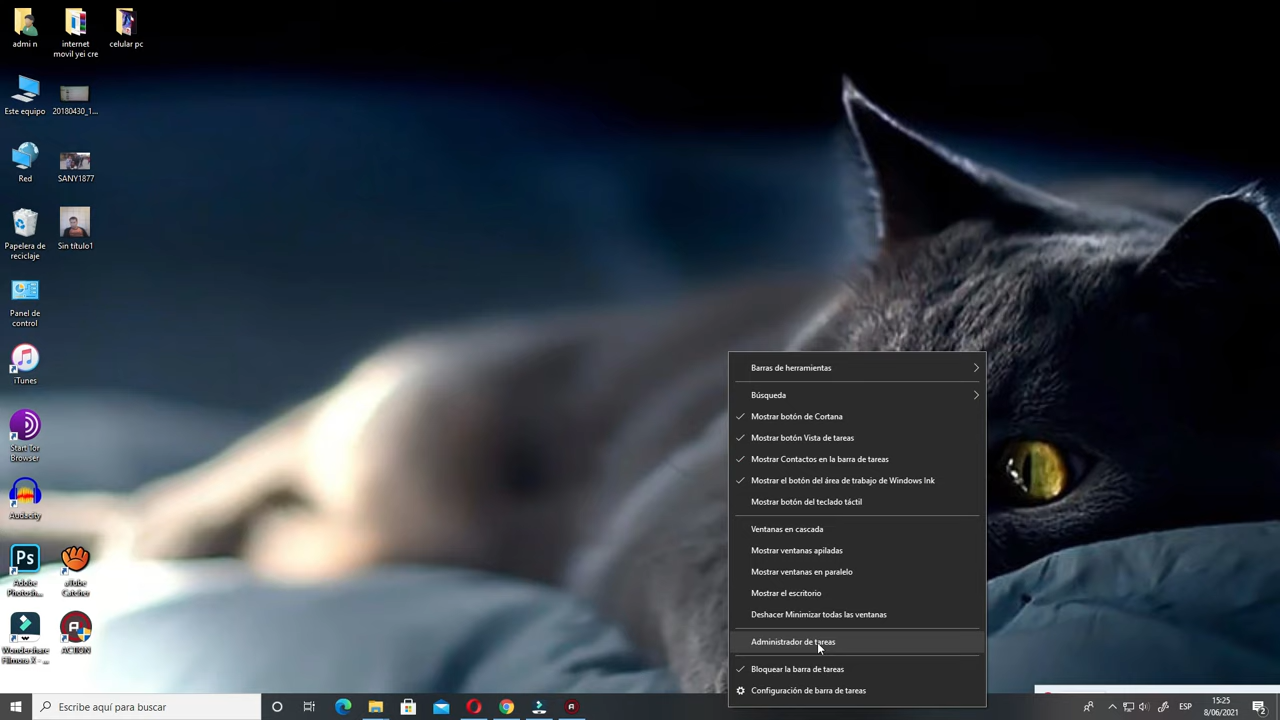 admi n
internet
movil yei cre
celular pc
Este equipo
20180430_1...
Red
SANY1877
Papelera de
reciclaje
Sin título1
Panel de
control
iTunes
Start Tor
Browser
Audacity
Ps
Adobe
Photosh...
aTube
Catcher
Wondershare
Filmora X - ...
ACTION
Barras de herramientas
Búsqueda
Mostrar botón de Cortana
Mostrar botón Vista de tareas
Mostrar Contactos en la barra de tareas
Mostrar el botón del área de trabajo de Windows Ink
Mostrar botón del teclado táctil
Ventanas en cascada
Mostrar ventanas apiladas
Mostrar ventanas en paralelo
Mostrar el escritorio
Deshacer Minimizar todas las ventanas
Administrador de tareas
Bloquear la barra de tareas
Configuración de barra de tareas
Escribe aquí para buscar
ESP
15:25
8/06/2021
2